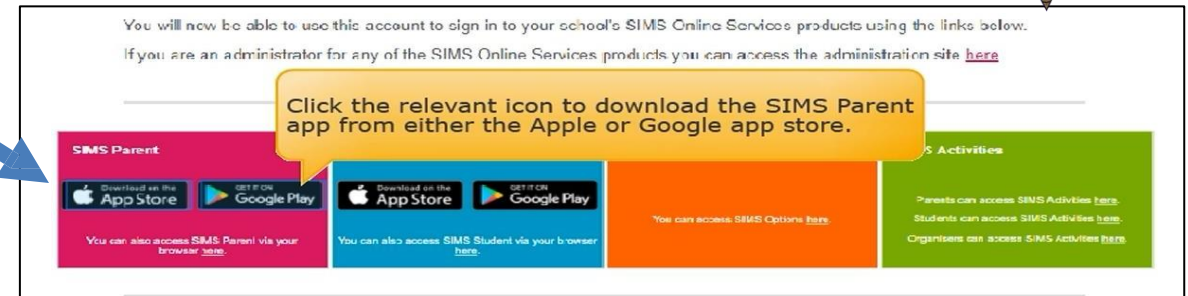 You will now be able to use this account to sign in to your school's SIMS Online Services products using the links below.
If you are an administrator for any of the SIMS Online Services products you can access the administration site here
Click the relevant icon to download the SIMS Parent
app from either the Apple or Google app store.
SIMS Parent
Download on the
App Store
GET IT ON
Google Play
You can also access SIMS Parent via your
browser here.
Download on the
App Store
GET IT ON
Google Play
You can also access SIMS Student via your browser
here.
You can access SIMS Options here.
S Activities
Parents can access SIMS Activities here.
Students can access SIMS Activities here.
Organisers can access SIMS Activities here.